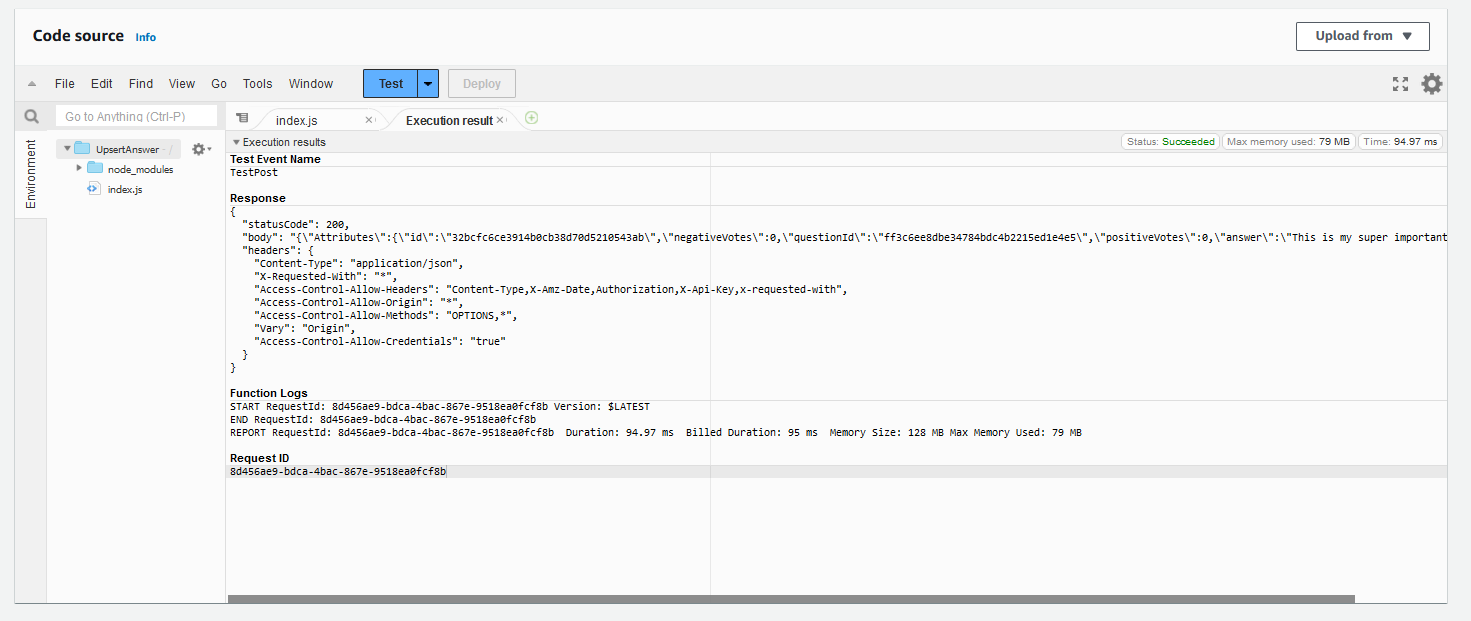 Code source Info
Upload from
File Edit Find View Go Tools Window Test Deploy
Go to Anything (Ctrl-P)
index.js
Execution result
Environment
UpsertAnswer - /
node_modules
index.js
Execution results
Status: Succeeded
Max memory used: 79 MB
Time: 94.97 ms
Test Event Name
TestPost
Response
{
"statusCode": 200,
"body": "{\"Attributes\":{\"id\":\"32bcfc6ce3914b0cb38d70d5210543ab\",\"negativeVotes\":0,\"questionId\":\"ff3c6ee8dbe34784bdc4b2215ed1e4e5\",\"positiveVotes\":0,\"answer\":\"This is my super important
"headers": {
"Content-Type": "application/json",
"X-Requested-With": "*",
"Access-Control-Allow-Headers": "Content-Type,X-Amz-Date,Authorization,X-Api-Key,x-requested-with",
"Access-Control-Allow-Origin": "*",
"Access-Control-Allow-Methods": "OPTIONS,*",
"Vary": "Origin",
"Access-Control-Allow-Credentials": "true"
}
}
Function Logs
START RequestId: 8d456ae9-bdca-4bac-867e-9518ea0fcf8b Version: $LATEST
END RequestId: 8d456ae9-bdca-4bac-867e-9518ea0fcf8b
REPORT RequestId: 8d456ae9-bdca-4bac-867e-9518ea0fcf8b Duration: 94.97 ms Billed Duration: 95 ms Memory Size: 128 MB Max Memory Used: 79 MB
Request ID
8d456ae9-bdca-4bac-867e-9518ea0fcf8b